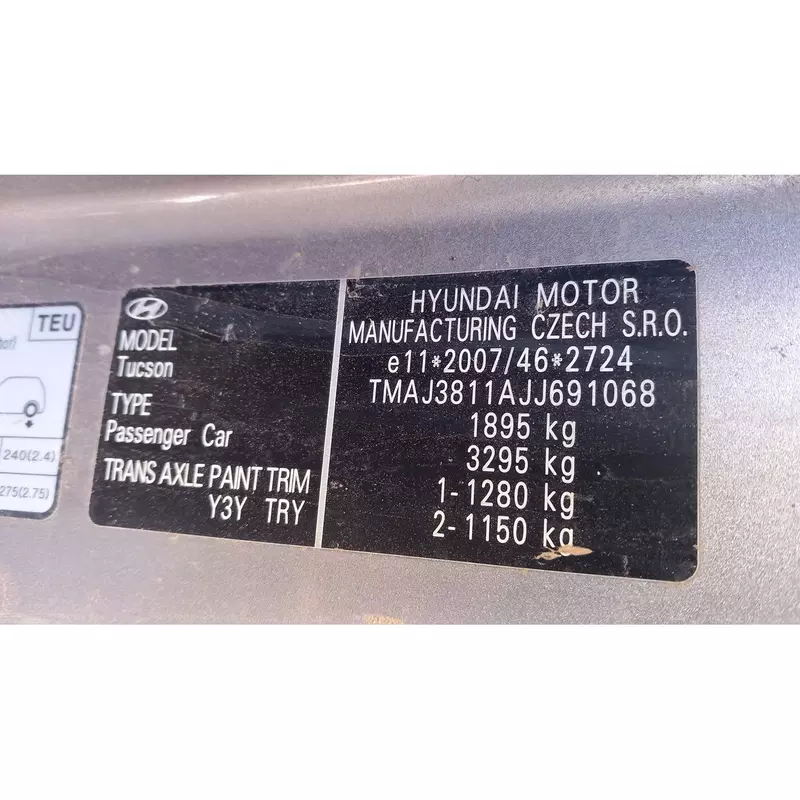 TEU
240(2.4)
275(2.75)
MODEL
Tucson
TYPE
Passenger Car
TRANS AXLE PAINT TRIM
Y3Y TRY
HYUNDAI MOTOR
MANUFACTURING CZECH S.R.O.
e11*2007/46*2724
TMAJ3811AJJ691068
1895 kg
3295 kg
1-1280 kg
2-1150 kg